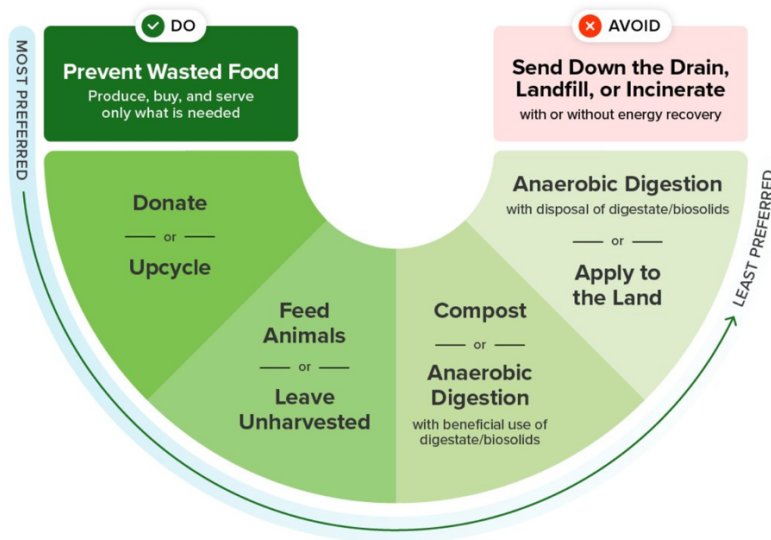 DO
Prevent Wasted Food
Produce, buy, and serve
only what is needed
AVOID
Send Down the Drain,
Landfill, or Incinerate
with or without energy recovery
MOST PREFERRED
Donate
or
Upcycle
Feed
Animals
or
Leave
Unharvested
Compost
or
Anaerobic
Digestion
with beneficial use of
digestate/biosolids
Anaerobic Digestion
with disposal of digestate/biosolids
or
Apply to
the Land
LEAST PREFERRED